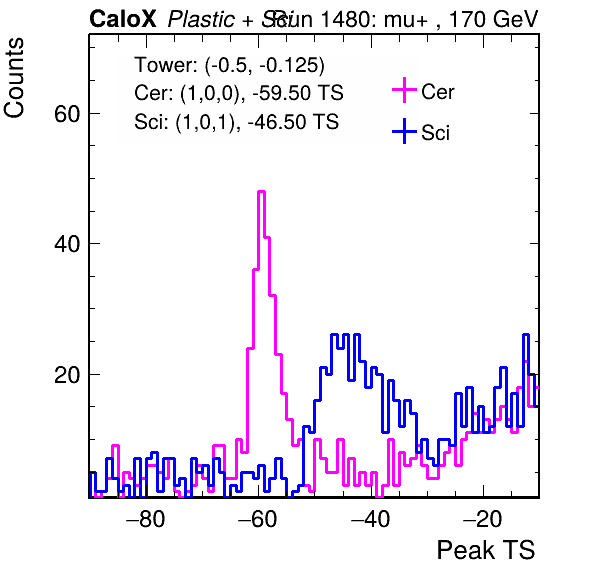 CaloX Plastic + Sci Run 1480: mu+ , 170 GeV
Counts
Tower: (-0.5, -0.125)
Cer: (1,0,0), -59.50 TS
Sci: (1,0,1), -46.50 TS
Cer
Sci
60
40
20
−80 −60 −40 −20
Peak TS